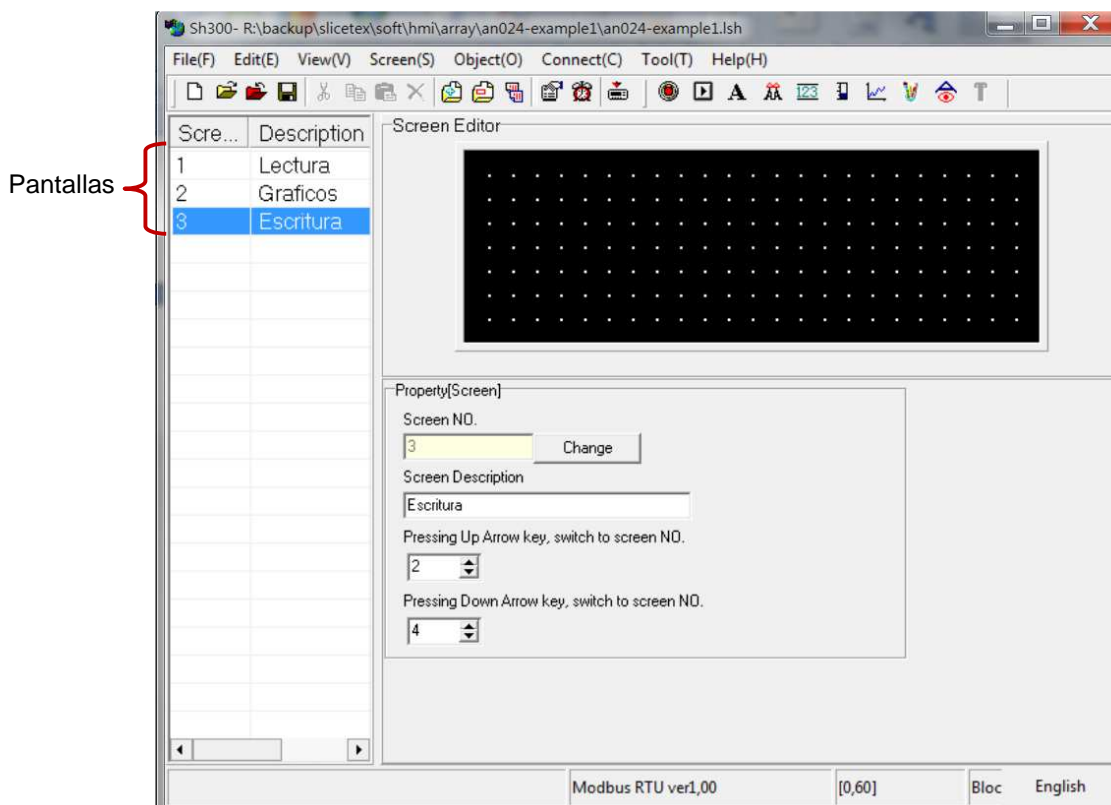 Sh300- R:\backup\slicetex\soft\hmi\array\an024-example1\an024-example1.lsh
File(F) Edit(E) View(V) Screen(S) Object(O) Connect(C) Tool(T) Help(H)
A 123 T
Scre... Description
1 Lectura
2 Graficos
3 Escritura
Pantallas
Screen Editor
Property[Screen]
Screen NO.
3 Change
Screen Description
Escritura
Pressing Up Arrow key, switch to screen NO.
2
Pressing Down Arrow key, switch to screen NO.
4
Modbus RTU ver1,00 [0,60] Bloc English